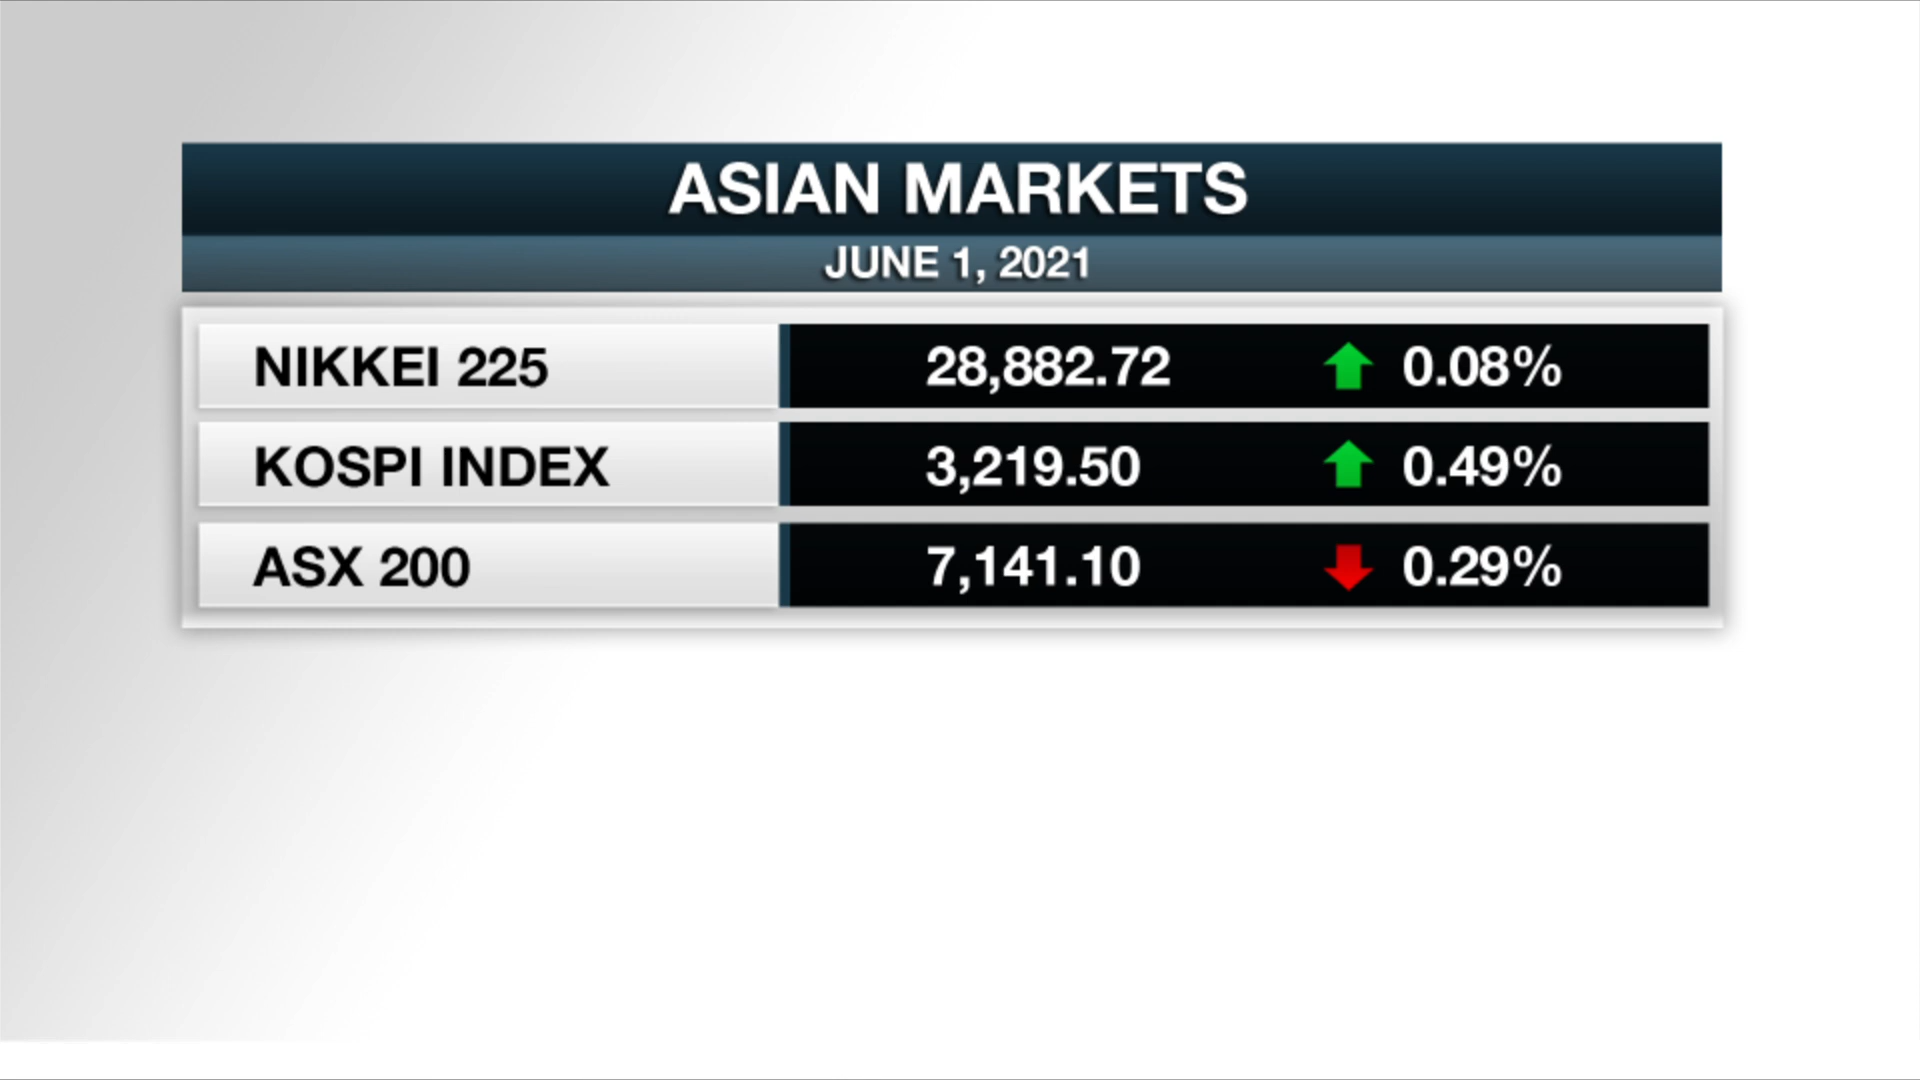 ASIAN MARKETS
JUNE 1, 2021
NIKKEI 225 28,882.72 0.08%
KOSPI INDEX 3,219.50 0.49%
ASX 200 7,141.10 0.29%